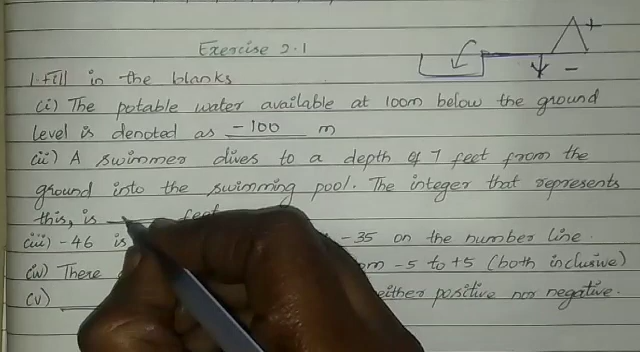 Exercise 2.1
1. Fill in the blanks
(i) The potable water available at 100m below the ground
level is denoted as -100 m
(ii) A swimmer dives to a depth of 7 feet from the
ground into the swimming pool. The integer that represents
this, is feet
(iii) -46 is -35 on the number line.
(iv) There -5 to +5 (both inclusive)
(v) neither positive nor negative.
+
-